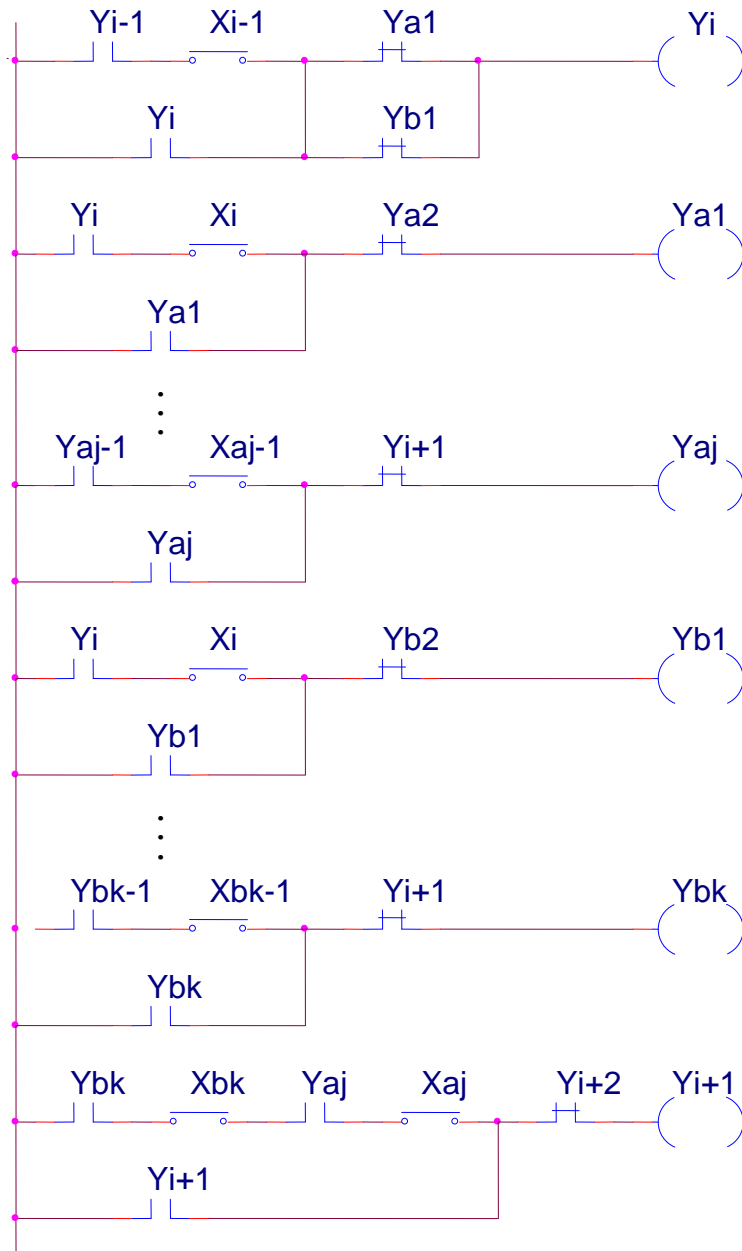 Yi-1 Xi-1 Ya1 Yi
Yi Yb1
Yi Xi Ya2 Ya1
Ya1
Yaj-1 Xaj-1 Yi+1 Yaj
Yaj
Yi Xi Yb2 Yb1
Yb1
Ybk-1 Xbk-1 Yi+1 Ybk
Ybk
Ybk Xbk Yaj Xaj Yi+2 Yi+1
Yi+1